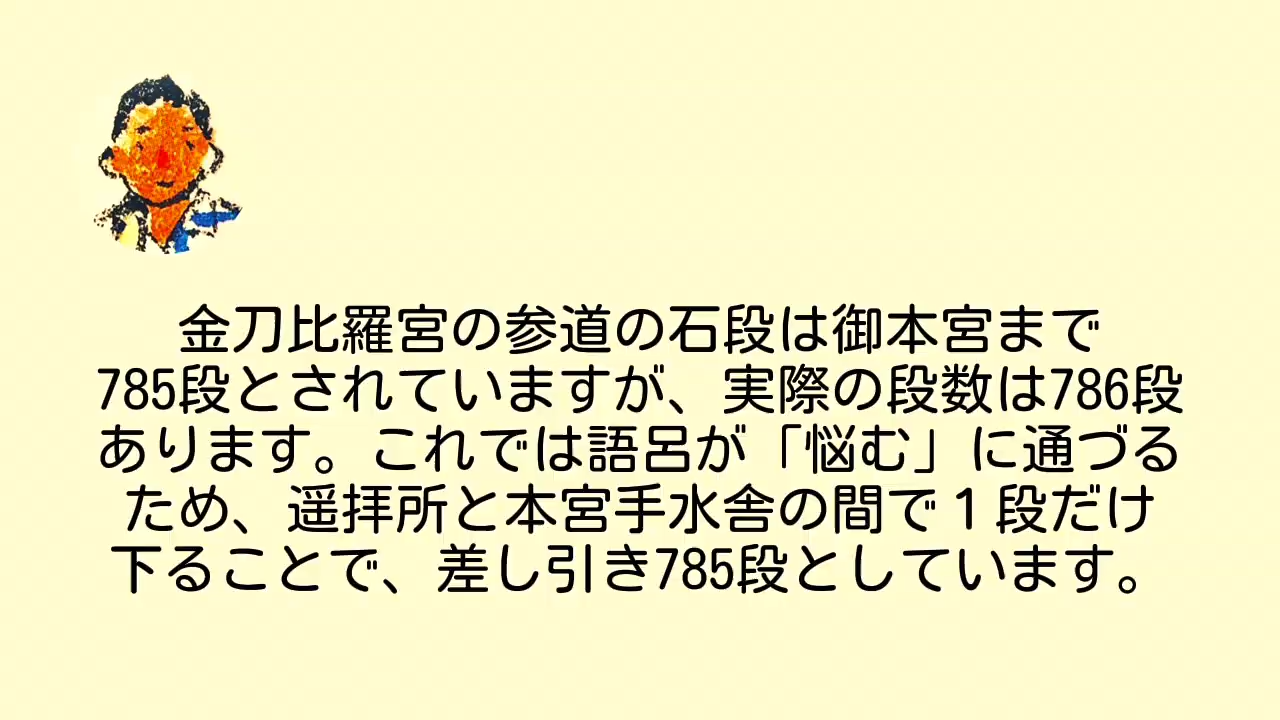 金刀比羅宮の参道の石段は御本宮まで
785段とされていますが、実際の段数は786段
あります。これでは語呂が「悩む」に通づる
ため、遥拝所と本宮手水舎の間で１段だけ
下ることで、差し引き785段としています。